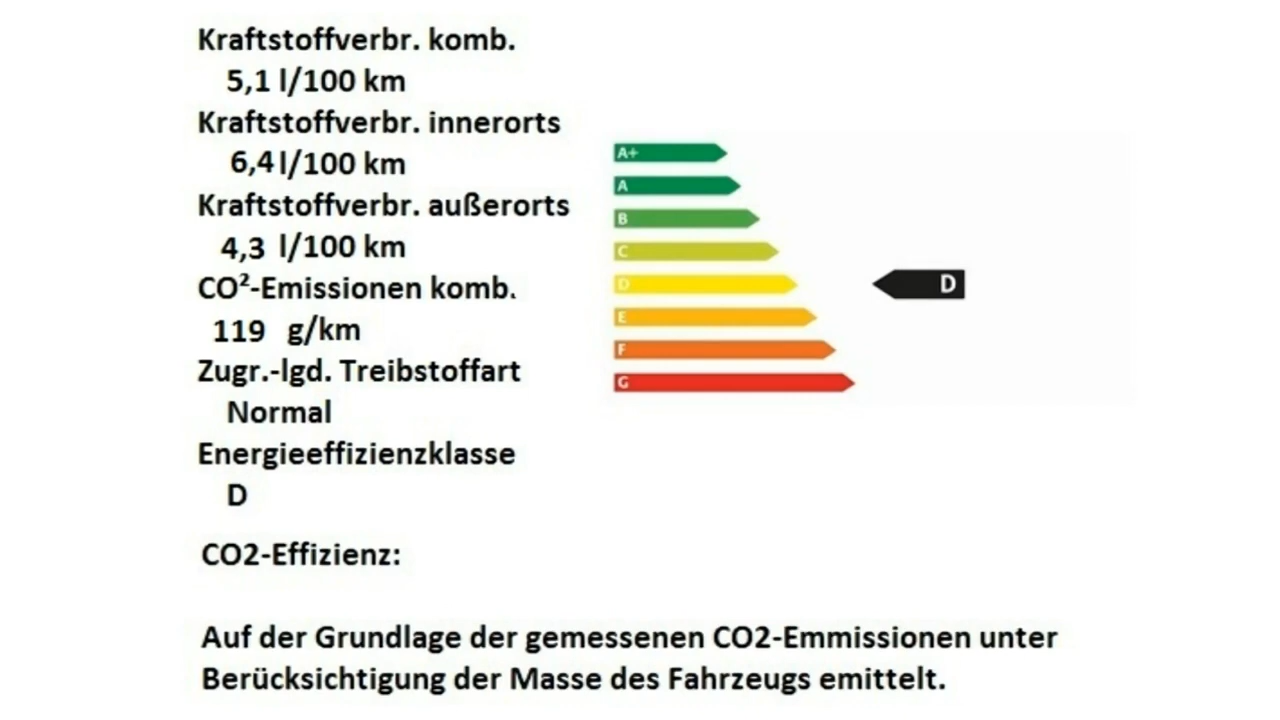 Kraftstoffverbr. komb.
5,1 l/100 km
Kraftstoffverbr. innerorts
6,4 l/100 km
Kraftstoffverbr. außerorts
4,3 l/100 km
CO²-Emissionen komb.
119 g/km
Zugr.-lgd. Treibstoffart
Normal
Energieeffizienzklasse
D
A+
A
B
C
D
D
E
F
G
CO2-Effizienz:
Auf der Grundlage der gemessenen CO2-Emmissionen unter
Berücksichtigung der Masse des Fahrzeugs emittelt.